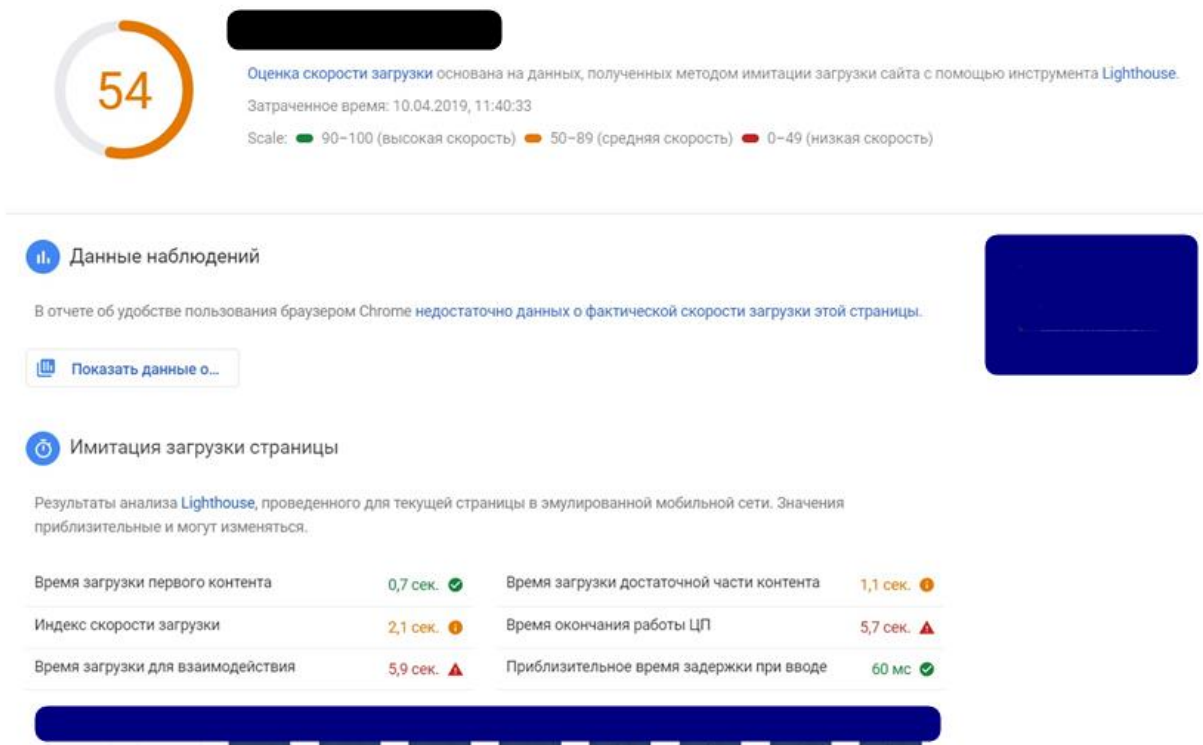 54
Оценка скорости загрузки основана на данных, полученных методом имитации загрузки сайта с помощью инструмента Lighthouse.
Затраченное время: 10.04.2019, 11:40:33
Scale: 90–100 (высокая скорость) 50–89 (средняя скорость) 0–49 (низкая скорость)
Данные наблюдений
В отчете об удобстве пользования браузером Chrome недостаточно данных о фактической скорости загрузки этой страницы.
Показать данные о...
Имитация загрузки страницы
Результаты анализа Lighthouse, проведенного для текущей страницы в эмулированной мобильной сети. Значения
приблизительные и могут изменяться.
Время загрузки первого контента 0,7 сек. Время загрузки достаточной части контента 1,1 сек.
Индекс скорости загрузки 2,1 сек. Время окончания работы ЦП 5,7 сек.
Время загрузки для взаимодействия 5,9 сек. Приблизительное время задержки при вводе 60 мс